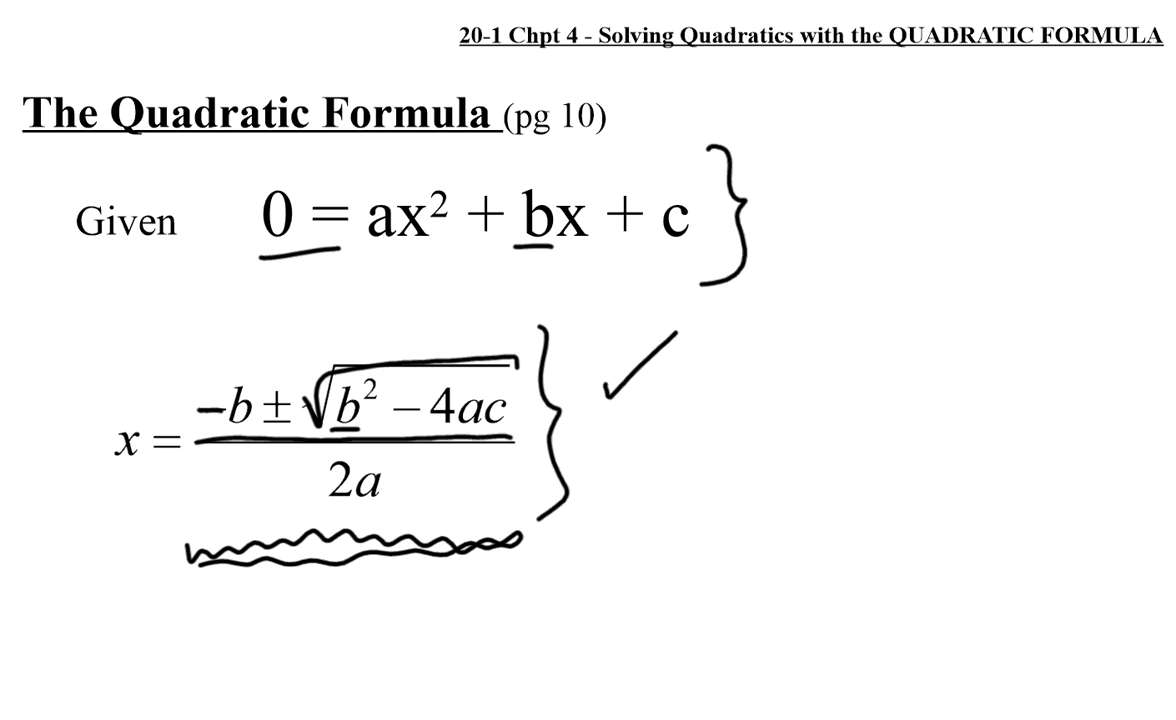 20-1 Chpt 4 - Solving Quadratics with the QUADRATIC FORMULA
The Quadratic Formula (pg 10)
Given 0 = ax² + bx + c
x = (-b ± √(b² - 4ac)) / 2a